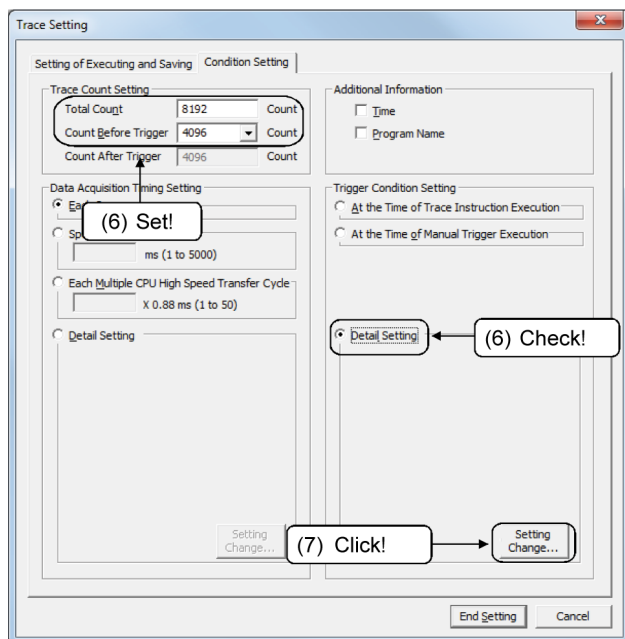 Trace Setting
Setting of Executing and Saving
Condition Setting
Trace Count Setting
Total Count 8192 Count
Count Before Trigger 4096 Count
Count After Trigger 4096 Count
(6) Set!
Additional Information
Time
Program Name
Data Acquisition Timing Setting
ms (1 to 5000)
Each Multiple CPU High Speed Transfer Cycle
X 0.88 ms (1 to 50)
Detail Setting
Setting
Change...
Trigger Condition Setting
At the Time of Trace Instruction Execution
At the Time of Manual Trigger Execution
Detail Setting
(6) Check!
(7) Click!
Setting
Change...
End Setting
Cancel